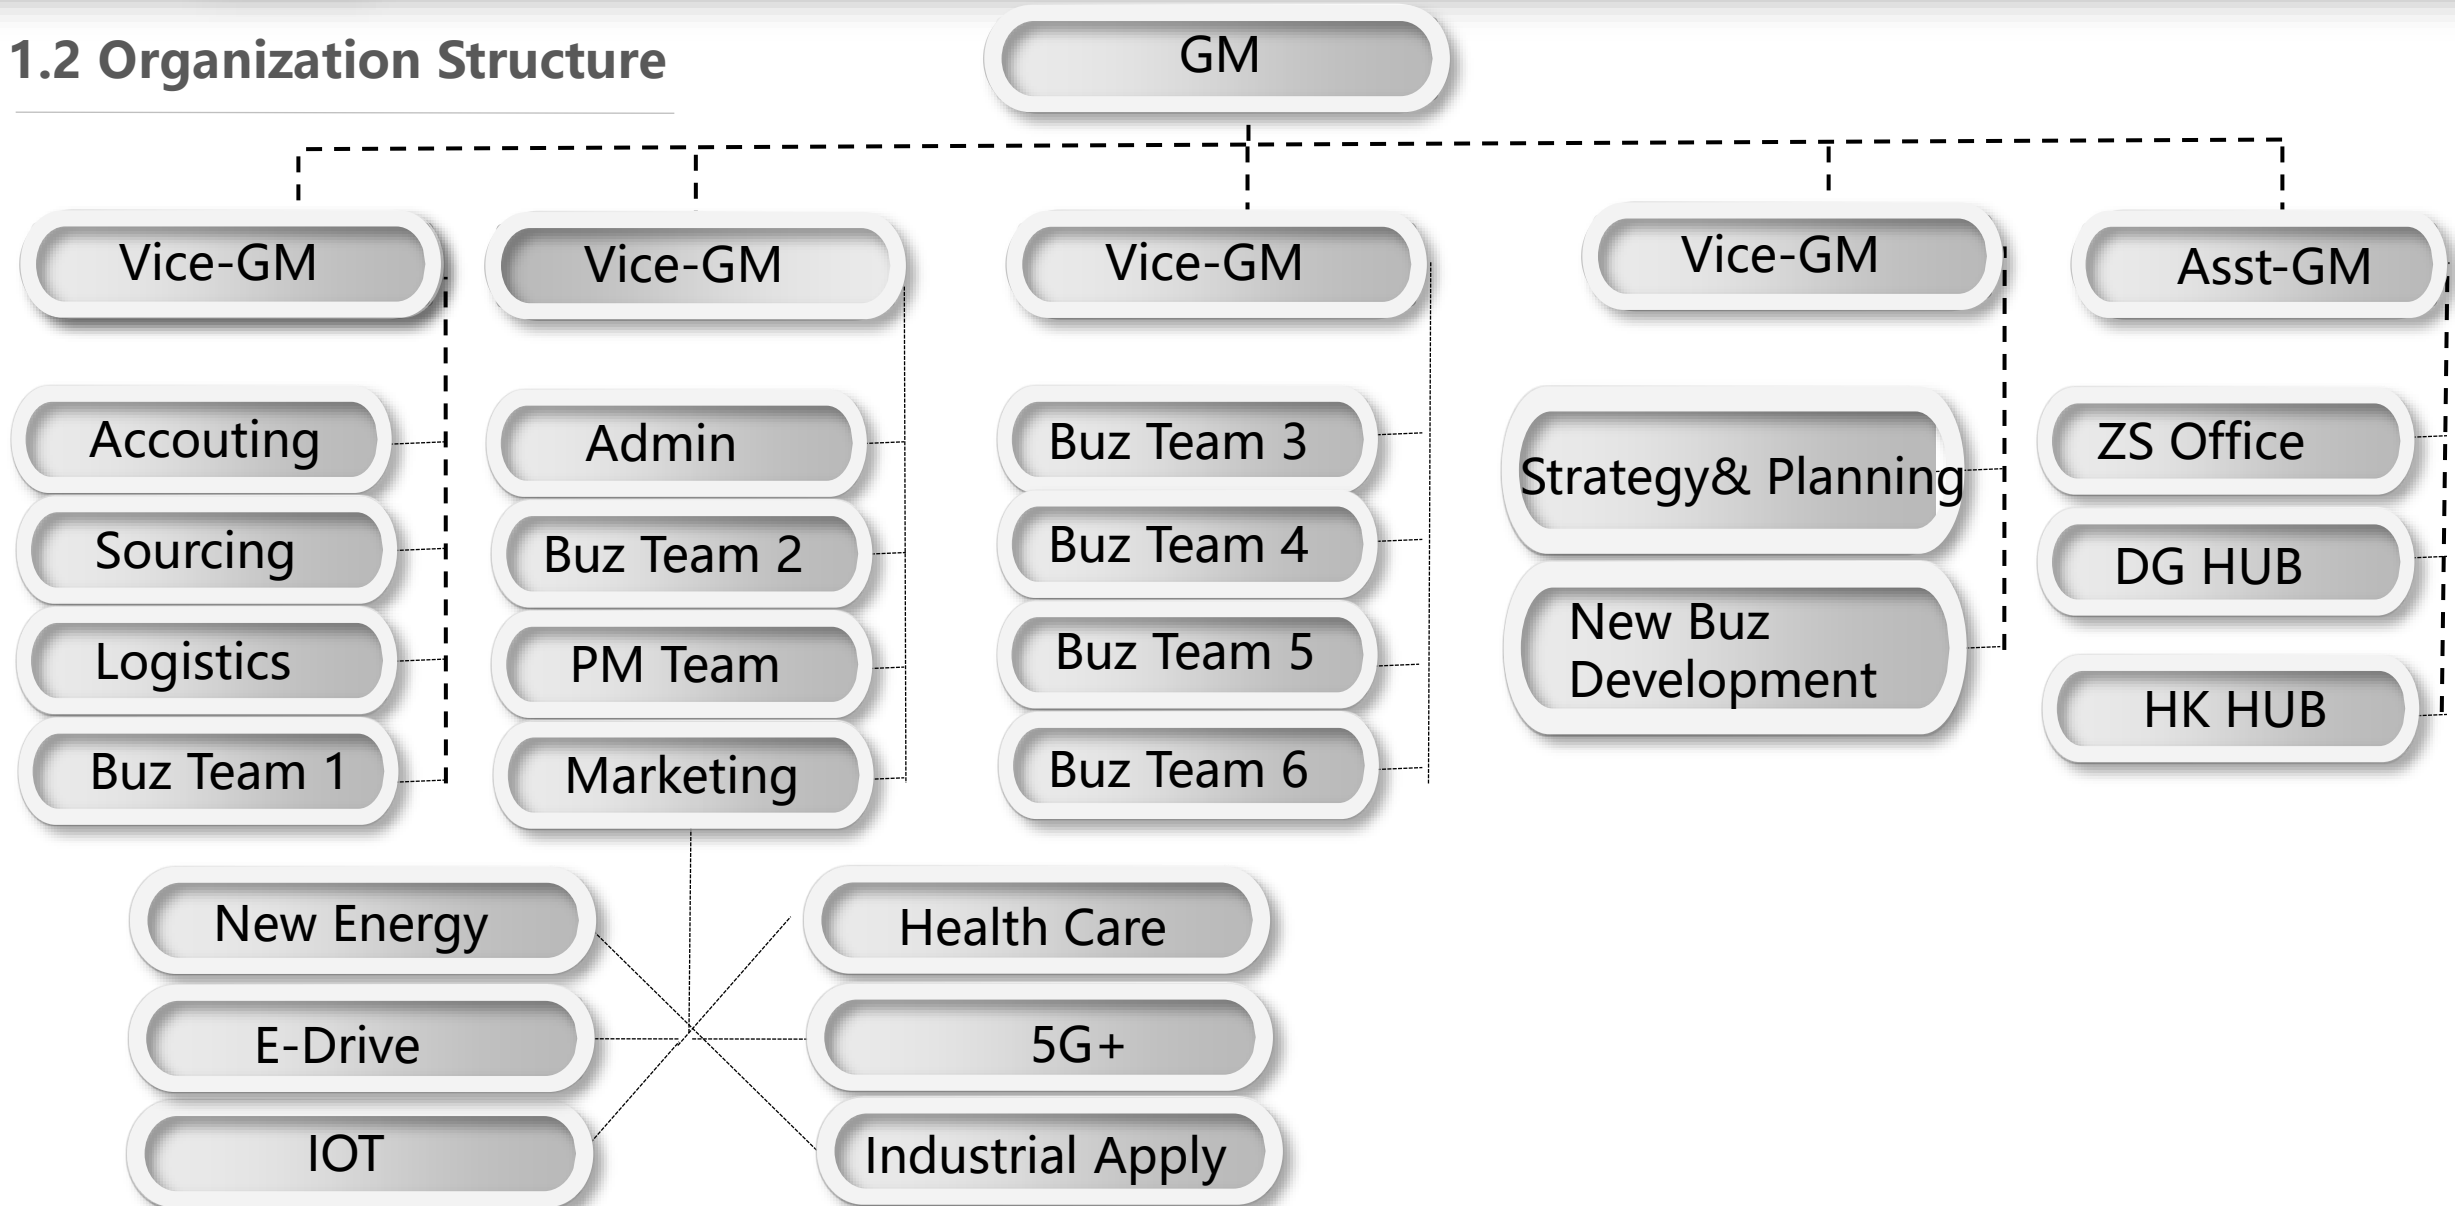 1.2 Organization Structure
GM
Vice-GM
Vice-GM
Vice-GM
Vice-GM
Asst-GM
Accouting
Sourcing
Logistics
Buz Team 1
Admin
Buz Team 2
PM Team
Marketing
Buz Team 3
Buz Team 4
Buz Team 5
Buz Team 6
Strategy& Planning
New Buz
Development
ZS Office
DG HUB
HK HUB
New Energy
E-Drive
IOT
Health Care
5G+
Industrial Apply